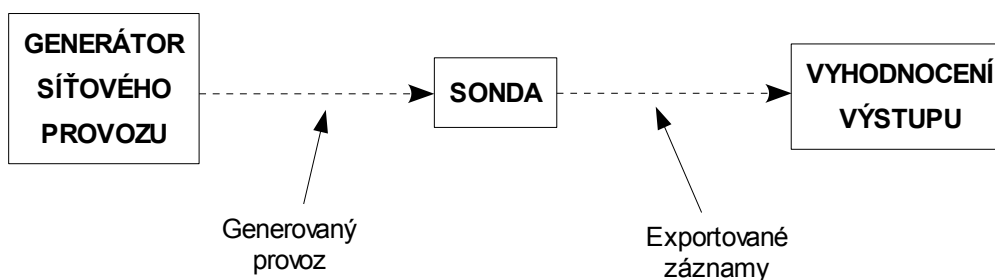 GENERÁTOR
SÍŤOVÉHO
PROVOZU
SONDA
VYHODNOCENÍ
VÝSTUPU
Generovaný
provoz
Exportované
záznamy